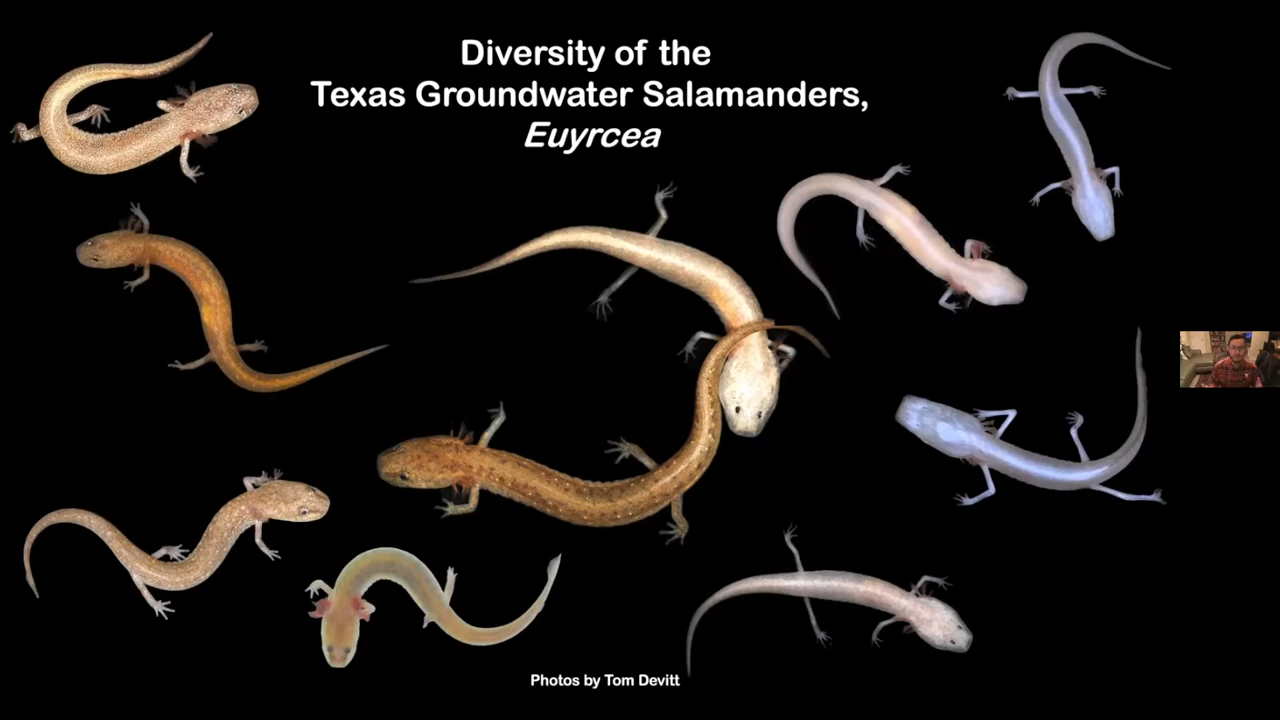 Diversity of the
Texas Groundwater Salamanders,
Euyrcea
Photos by Tom Devitt